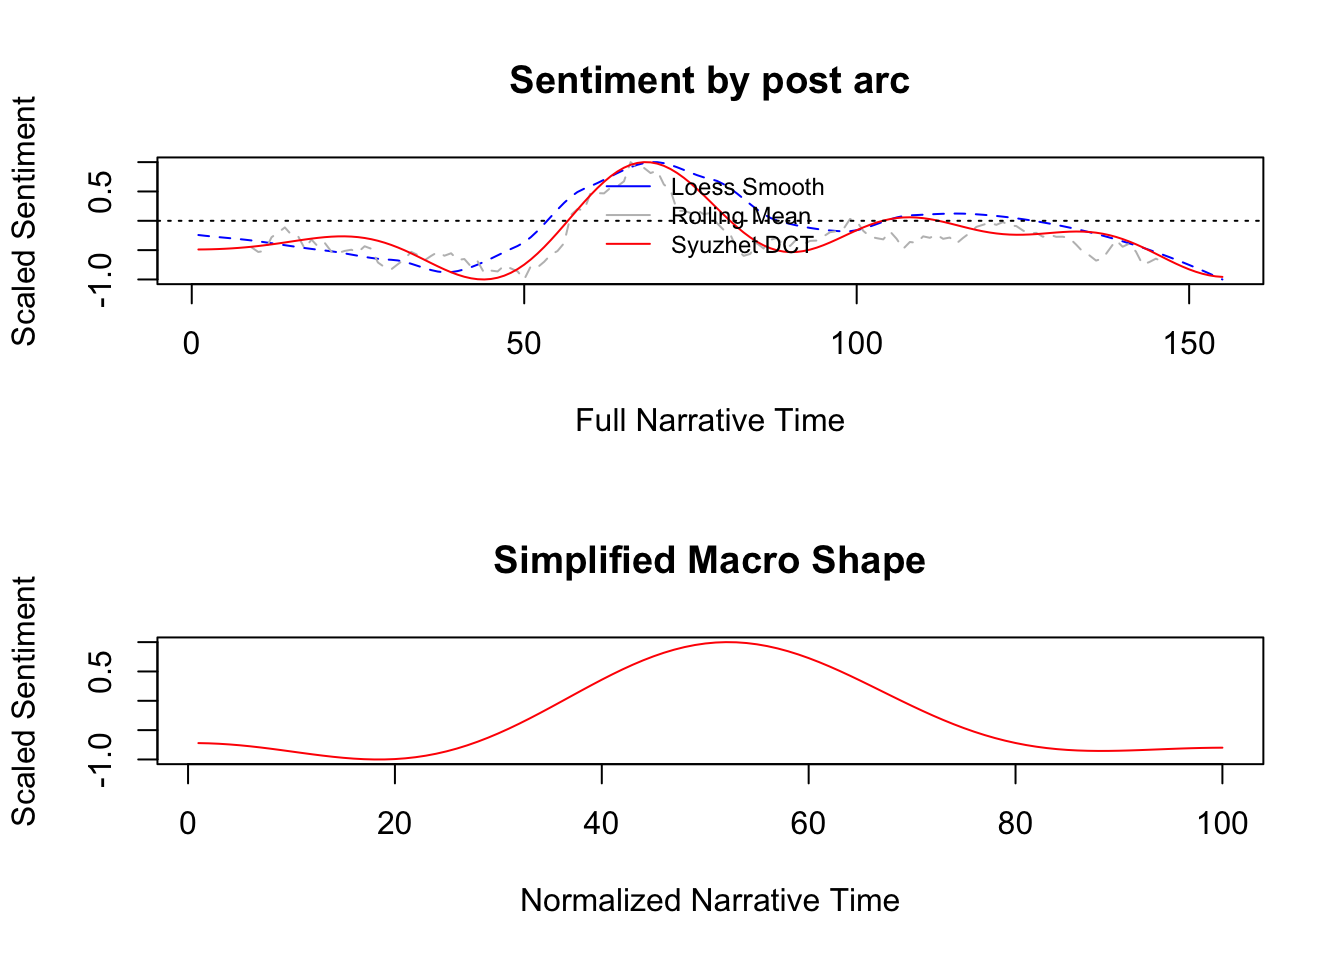 Sentiment by post arc
Scaled Sentiment
0.5
-1.0
Loess Smooth
Rolling Mean
Syuzhet DCT
0 50 100 150
Full Narrative Time
Simplified Macro Shape
Scaled Sentiment
0.5
-1.0
0 20 40 60 80 100
Normalized Narrative Time